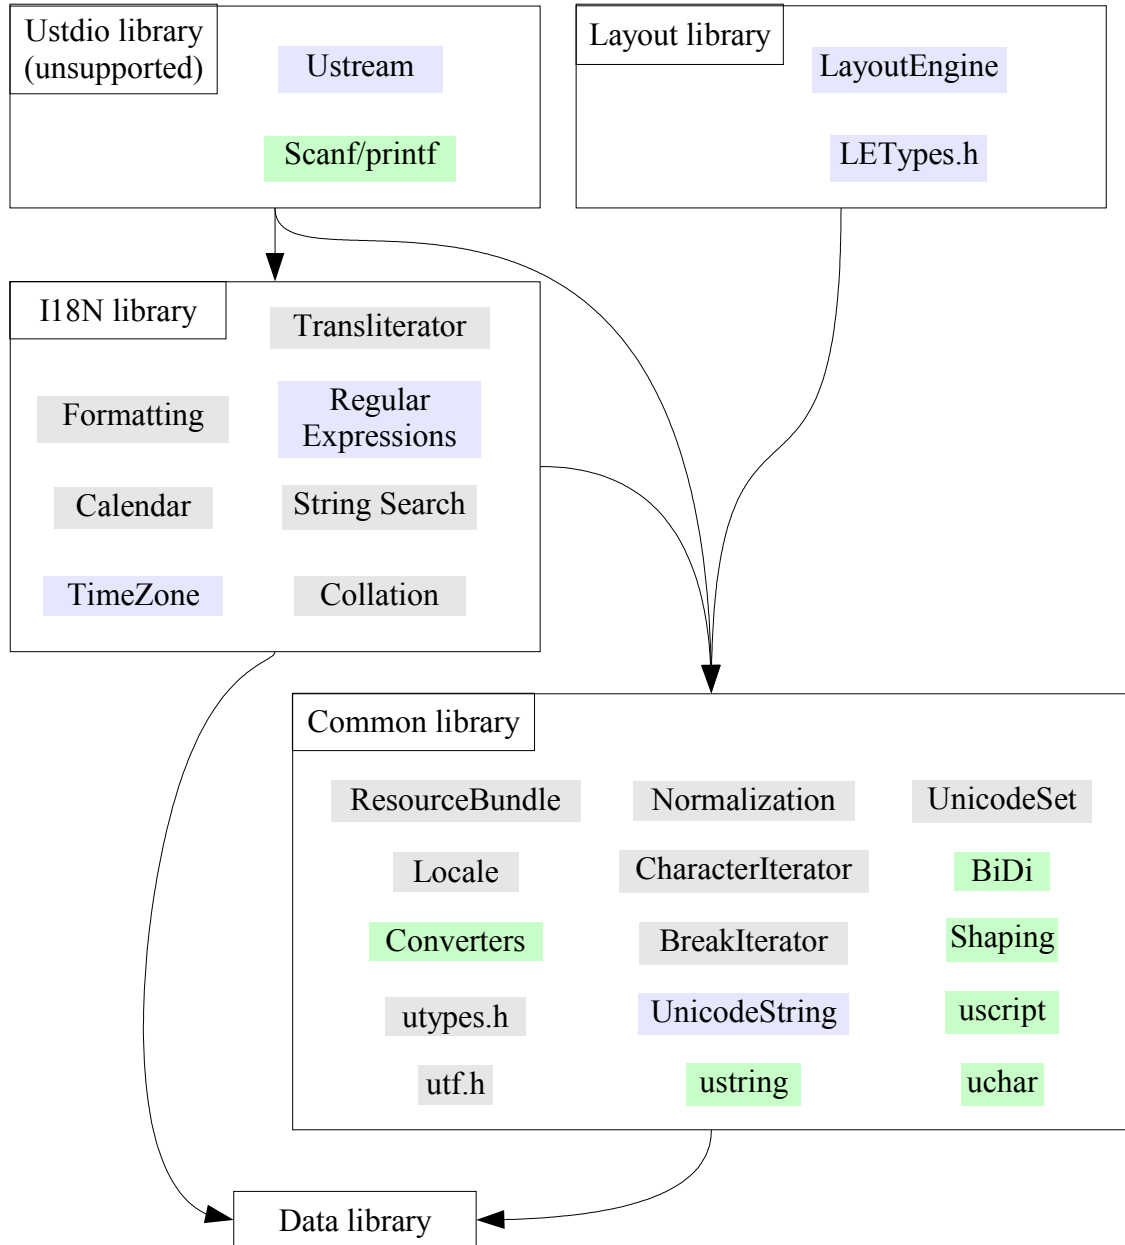 Ustdio library
(unsupported)
Ustream
Scanf/printf
Layout library
LayoutEngine
LETypes.h
I18N library
Transliterator
Formatting
Regular
Expressions
Calendar
String Search
TimeZone
Collation
Common library
ResourceBundle
Normalization
UnicodeSet
Locale
CharacterIterator
BiDi
Converters
BreakIterator
Shaping
utypes.h
UnicodeString
uscript
utf.h
ustring
uchar
Data library